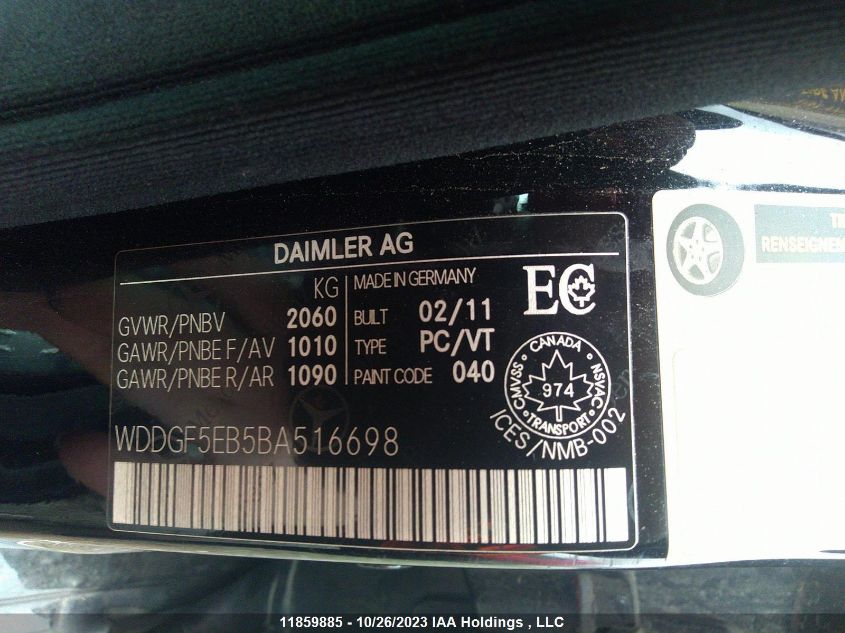 DAIMLER AG
KG
GVWR/PNBV 2060
GAWR/PNBE F/AV 1010
GAWR/PNBE R/AR 1090
MADE IN GERMANY
BUILT 02/11
TYPE PC/VT
PAINT CODE 040
EC
CANADA
CMVSS 974 NSVAC
TRANSPORT
ICES/NMB-002
WDDGF5EB5BA516698
RENSEIGNEM
11859885 - 10/26/2023 IAA Holdings , LLC